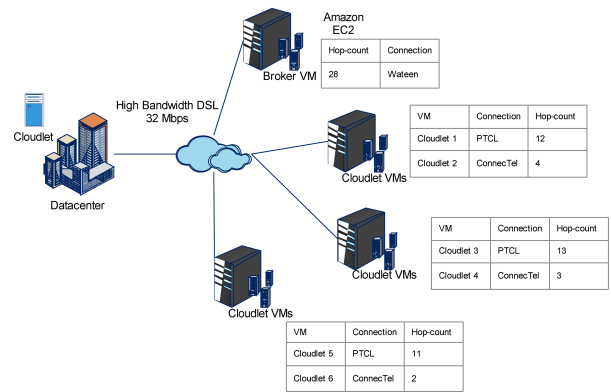 Amazon
EC2
Hop-count Connection
28 Wateen
Broker VM
High Bandwidth DSL
32 Mbps
Cloudlet
Datacenter
VM Connection Hop-count
Cloudlet 1 PTCL 12
Cloudlet 2 ConnecTel 4
Cloudlet VMs
VM Connection Hop-count
Cloudlet 3 PTCL 13
Cloudlet 4 ConnecTel 3
Cloudlet VMs
Cloudlet VMs
VM Connection Hop-count
Cloudlet 5 PTCL 11
Cloudlet 6 ConnecTel 2